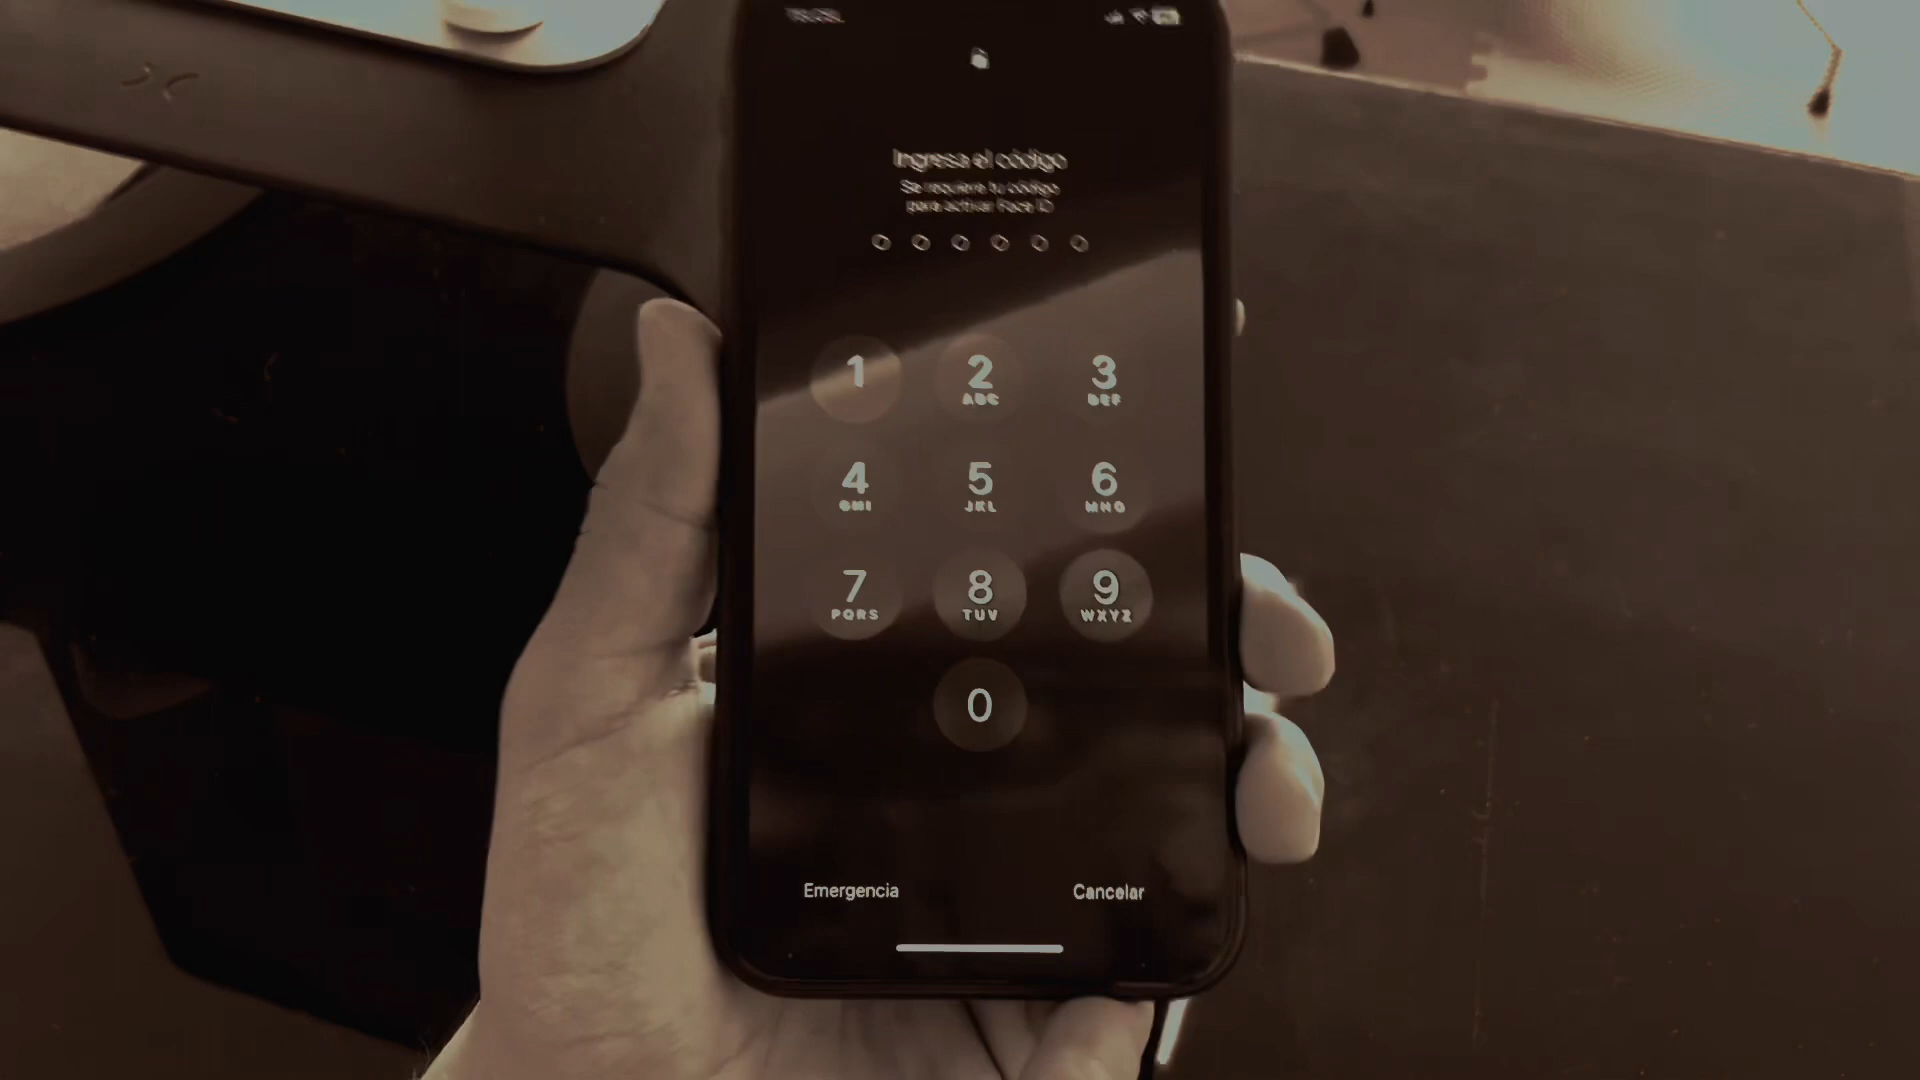 Ingresa el código
Se requiere tu código
para activar Face ID
1
2
ABC
3
DEF
4
GHI
5
JKL
6
MNO
7
PQRS
8
TUV
9
WXYZ
0
Emergencia
Cancelar